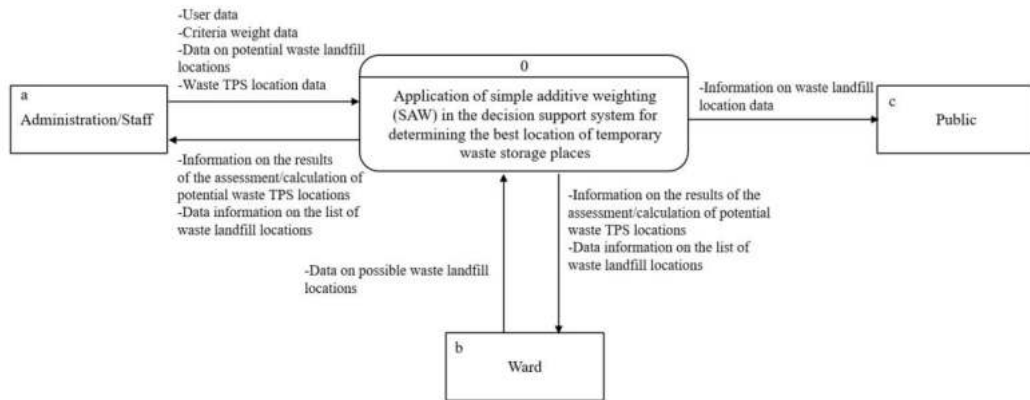 -User data
-Criteria weight data
-Data on potential waste landfill
locations
-Waste TPS location data
0
a
Administration/Staff
Application of simple additive weighting
(SAW) in the decision support system for
determining the best location of temporary
waste storage places
-Information on waste landfill
location data
c
Public
-Information on the results
of the assessment/calculation of
potential waste TPS locations
-Data information on the list of
waste landfill locations
-Information on the results of the
assessment/calculation of potential
waste TPS locations
-Data information on the list of
waste landfill locations
-Data on possible waste landfill
locations
b
Ward